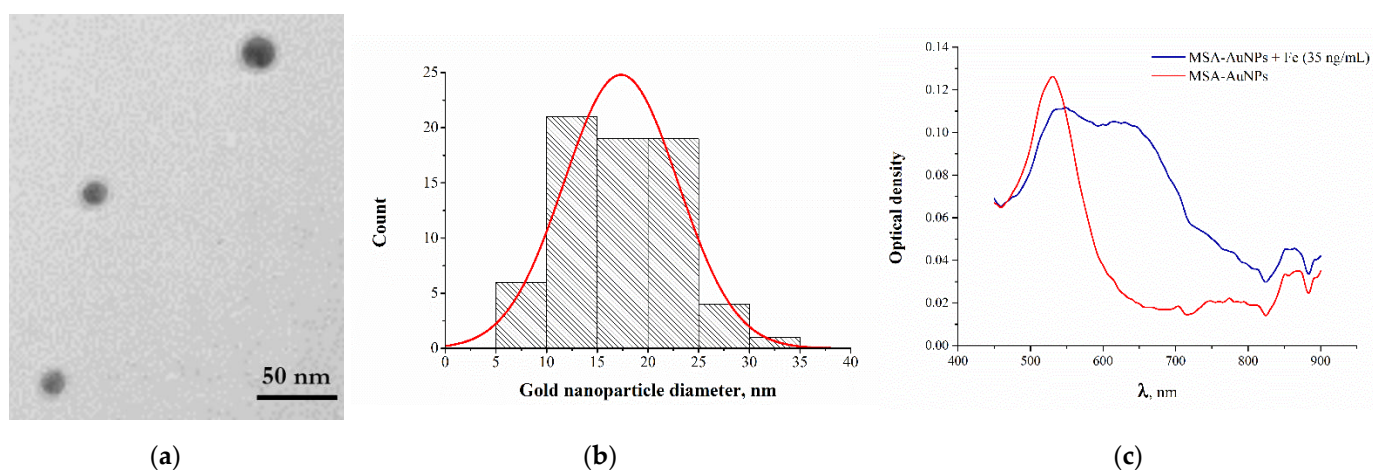 50 nm
(a)
25
20
15
10
5
0
Count
0 5 10 15 20 25 30 35 40
Gold nanoparticle diameter, nm
(b)
0.14
0.12
0.10
0.08
0.06
0.04
0.02
0.00
Optical density
MSA-AuNPs + Fe (35 ng/mL)
MSA-AuNPs
400 500 600 700 800 900
λ, nm
(c)